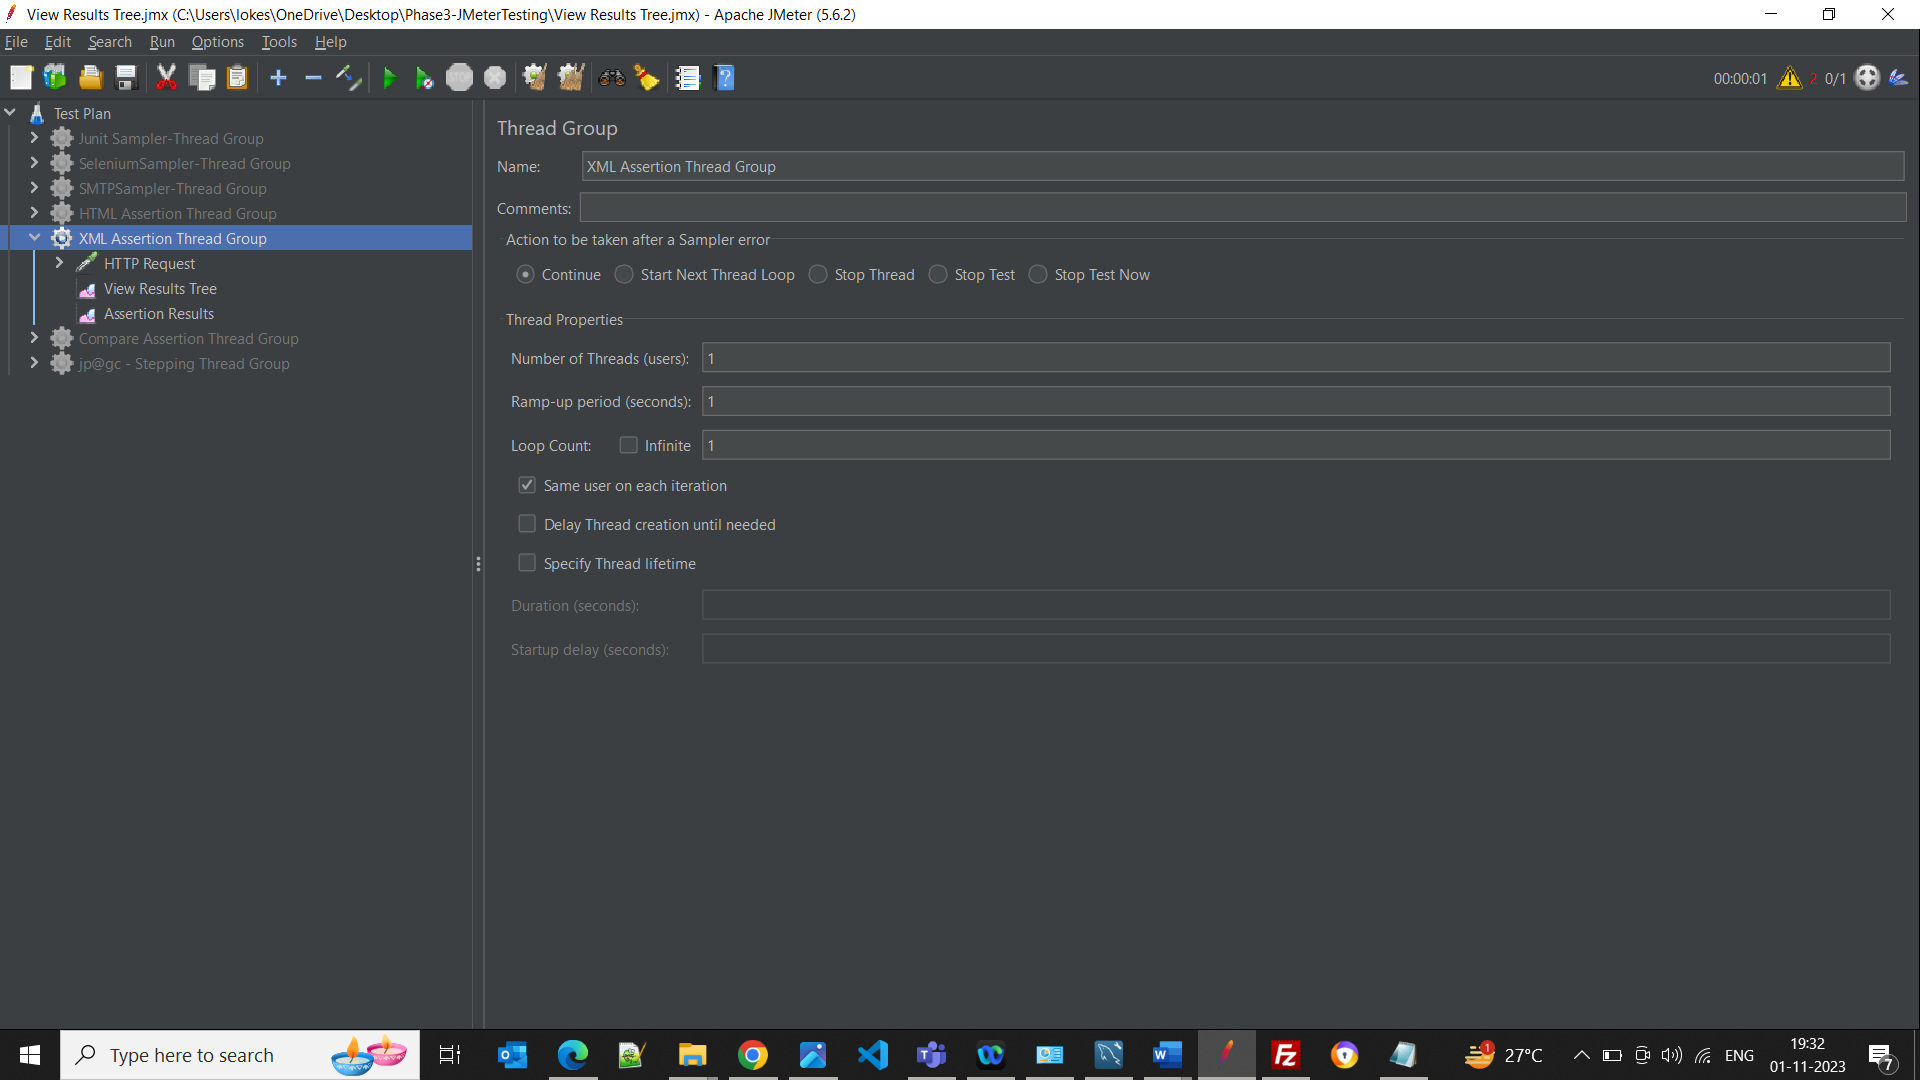 View Results Tree.jmx (C:\Users\lokes\OneDrive\Desktop\Phase3-JMeterTesting\View Results Tree.jmx) - Apache JMeter (5.6.2)
File Edit Search Run Options Tools Help
STOP
00:00:01 2 0/1
Test Plan
Junit Sampler-Thread Group
SeleniumSampler-Thread Group
SMTPSampler-Thread Group
HTML Assertion Thread Group
XML Assertion Thread Group
HTTP Request
View Results Tree
Assertion Results
Compare Assertion Thread Group
jp@gc - Stepping Thread Group
Thread Group
Name: XML Assertion Thread Group
Comments:
Action to be taken after a Sampler error
Continue Start Next Thread Loop Stop Thread Stop Test Stop Test Now
Thread Properties
Number of Threads (users): 1
Ramp-up period (seconds): 1
Loop Count: Infinite 1
Same user on each iteration
Delay Thread creation until needed
Specify Thread lifetime
Duration (seconds):
Startup delay (seconds):
Type here to search
1
27°C
ENG
19:32
01-11-2023
7